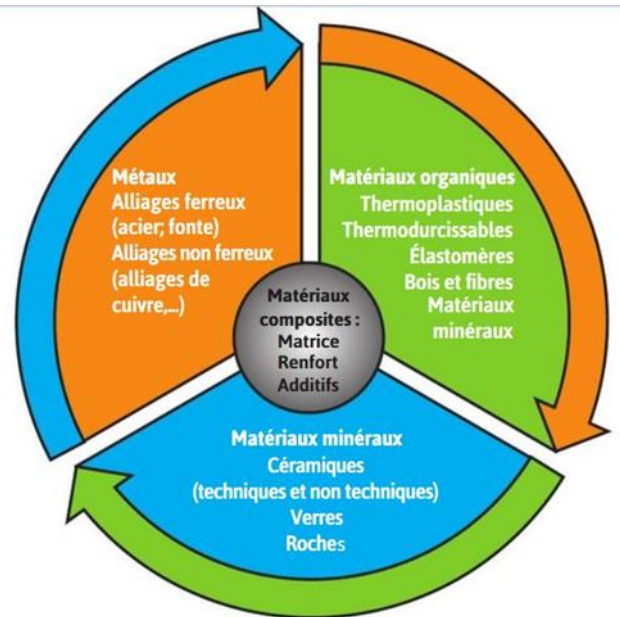 Métaux
Alliages ferreux
(acier; fonte)
Alliages non ferreux
(alliages de
cuivre,...)
Matériaux organiques
Thermoplastiques
Thermodurcissables
Élastomères
Bois et fibres
Matériaux
minéraux
Matériaux
composites :
Matrice
Renfort
Additifs
Matériaux minéraux
Céramiques
(techniques et non techniques)
Verres
Roches